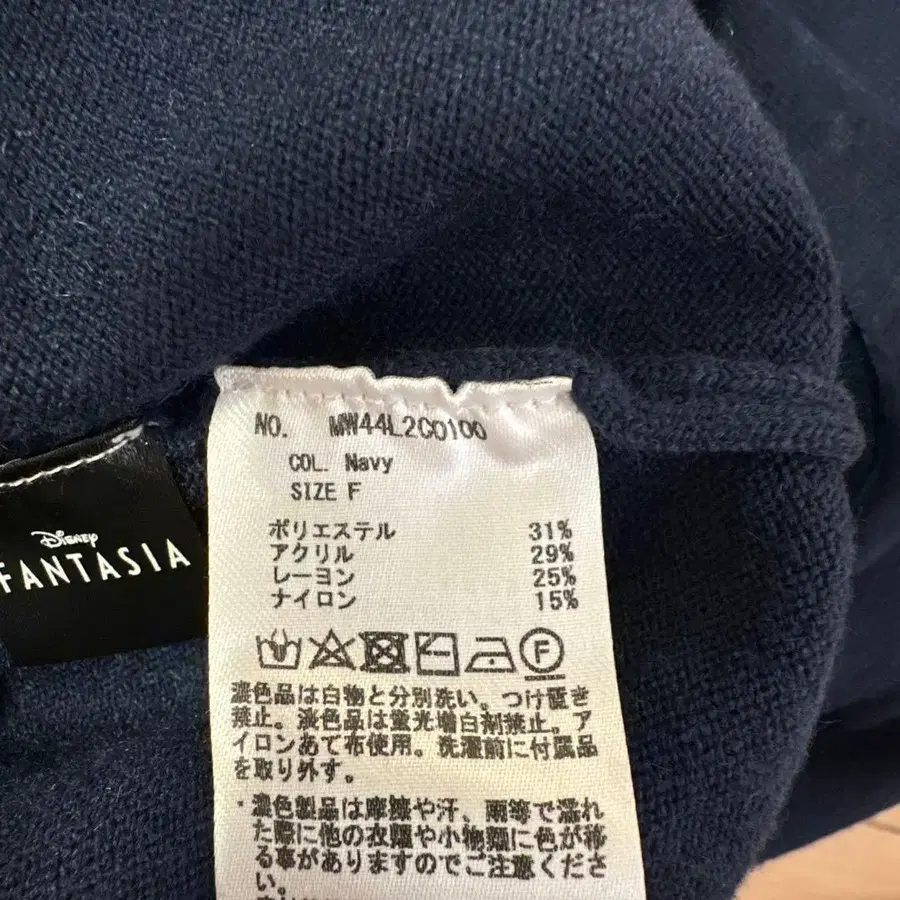 NO. MW44L2C0100
COL. Navy
SIZE F
ポリエステル 31%
アクリル 29%
レーヨン 25%
ナイロン 15%
F
濃色品は白物と分別洗い。つけ置き
禁止。淡色品は蛍光増白剤禁止。ア
イロンあて布使用。洗濯前に付属品
を取り外す。
・濃色製品は摩擦や汗、雨等で濡れ
た際に他の衣類や小物類に色が移
る事がありますのでご注意くださ
い。
Disney
FANTASIA